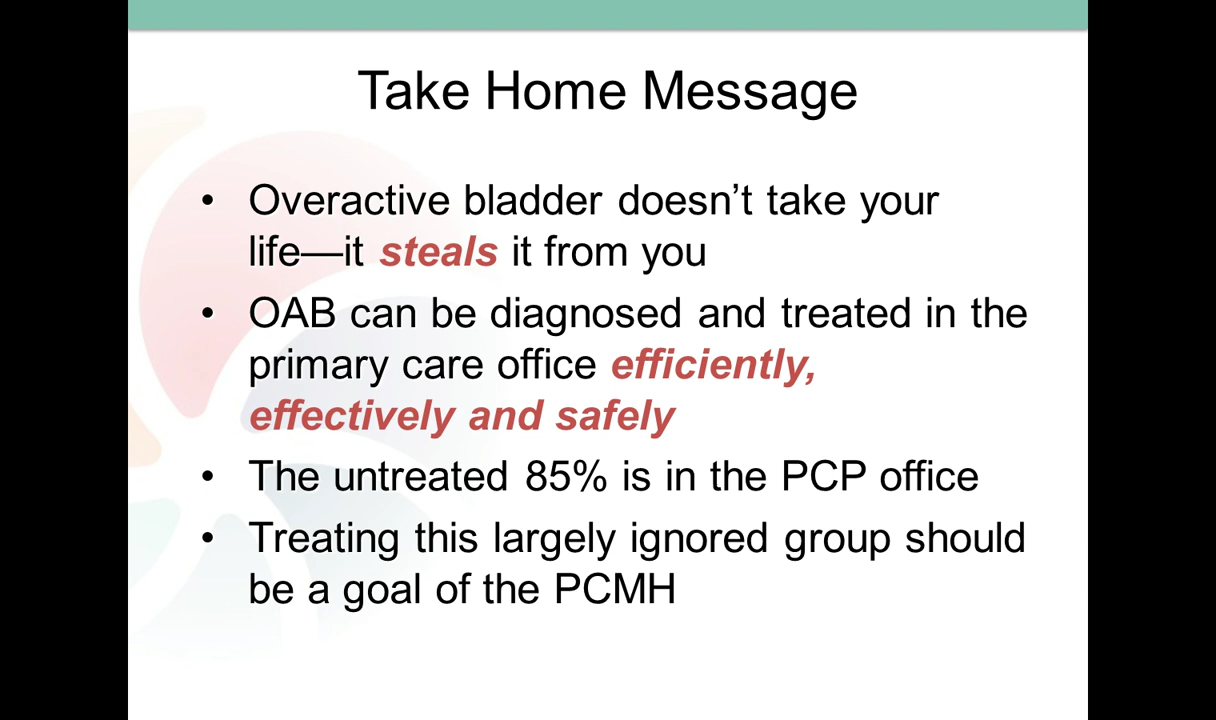 Take Home Message
• Overactive bladder doesn’t take your
life—it steals it from you
• OAB can be diagnosed and treated in the
primary care office efficiently,
effectively and safely
• The untreated 85% is in the PCP office
• Treating this largely ignored group should
be a goal of the PCMH